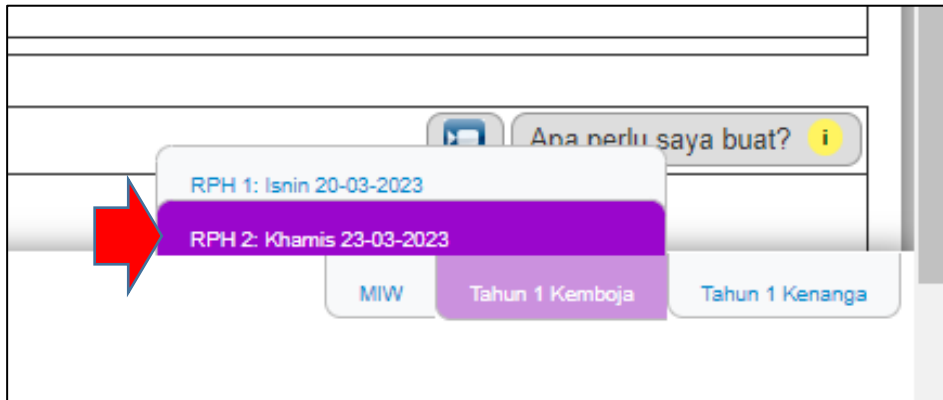 Apa perlu saya buat? i
RPH 1: Isnin 20-03-2023
RPH 2: Khamis 23-03-2023
MIW Tahun 1 Kemboja Tahun 1 Kenanga